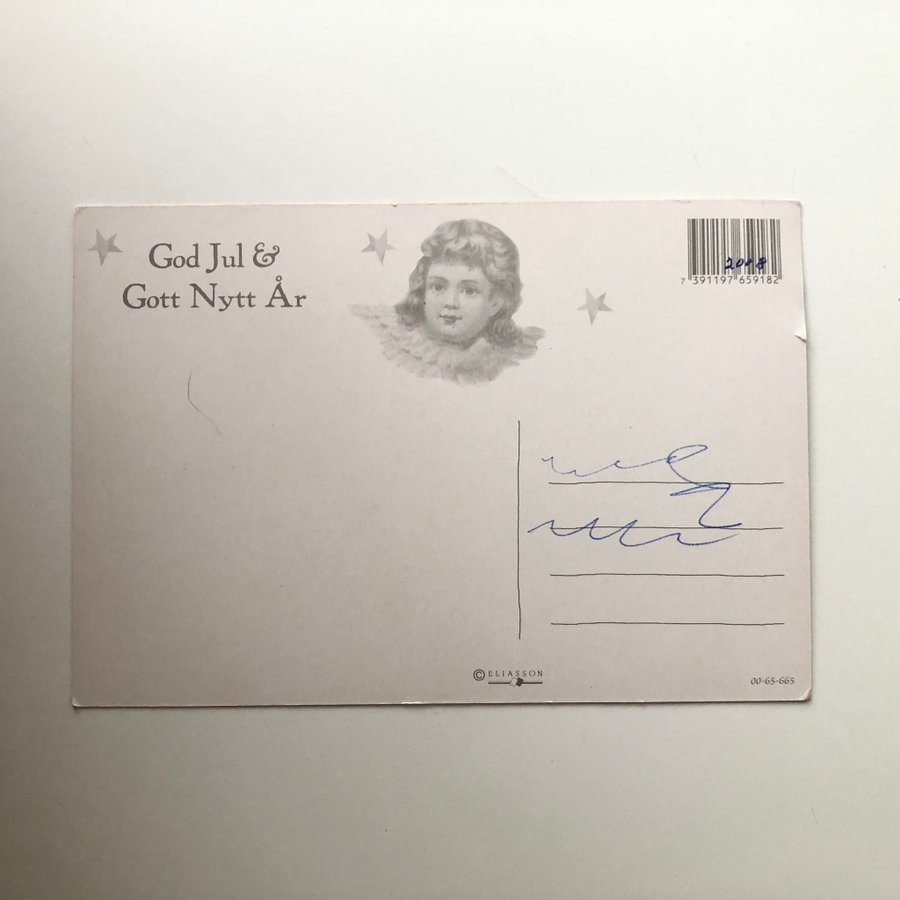 God Jul &
Gott Nytt År
2008
7 391197 659182
© ELIASSON
00-65-665